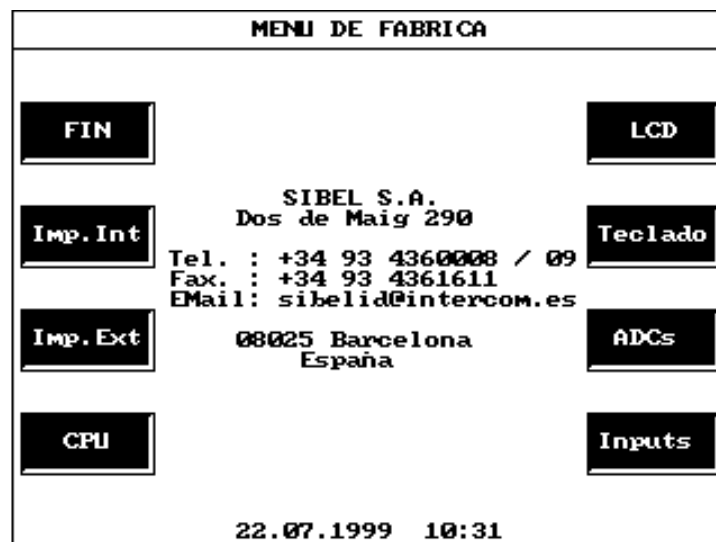 MENU DE FABRICA
FIN
LCD
SIBEL S.A.
Dos de Maig 290
Imp.Int
Teclado
Tel. : +34 93 4360008 / 09
Fax. : +34 93 4361611
EMail: sibelid@intercom.es
Imp.Ext
08025 Barcelona
España
ADCs
CPU
Inputs
22.07.1999 10:31